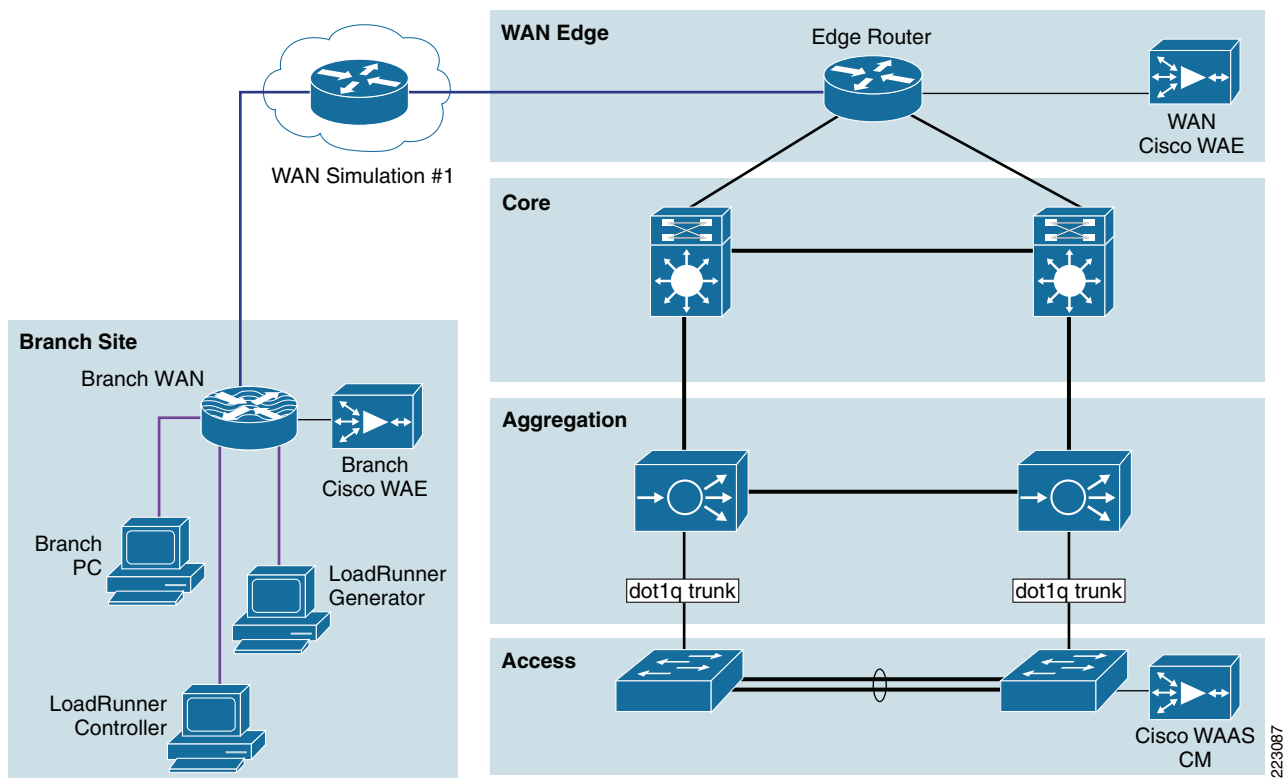 WAN Edge
Edge Router
WAN
Cisco WAE
WAN Simulation #1
Core
Branch Site
Branch WAN
Branch
Cisco WAE
Branch
PC
LoadRunner
Generator
LoadRunner
Controller
Aggregation
dot1q trunk
dot1q trunk
Access
Cisco WAAS
CM
223087